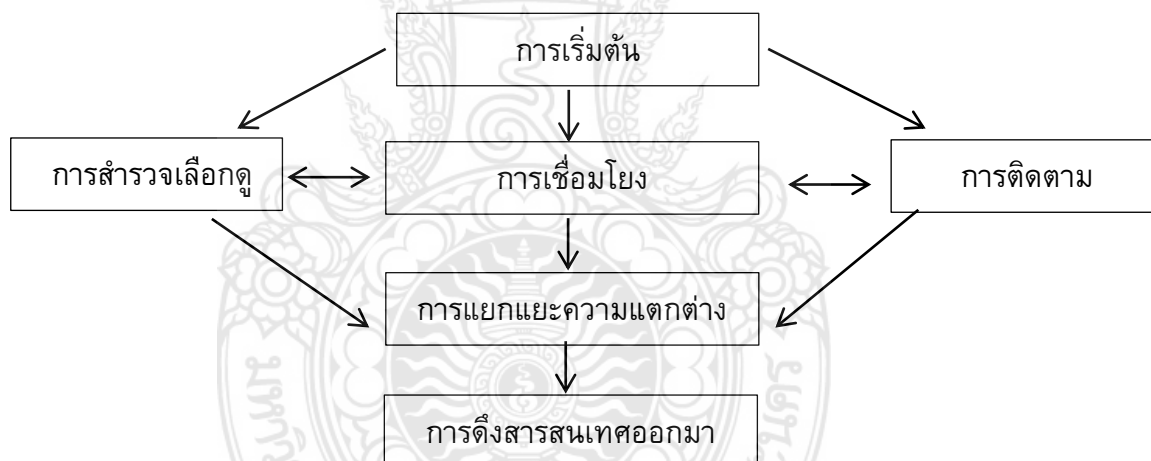 การเริ่มต้น
การสำรวจเลือกดู
การเชื่อมโยง
การติดตาม
การแยกแยะความแตกต่าง
การดึงสารสนเทศออกมา